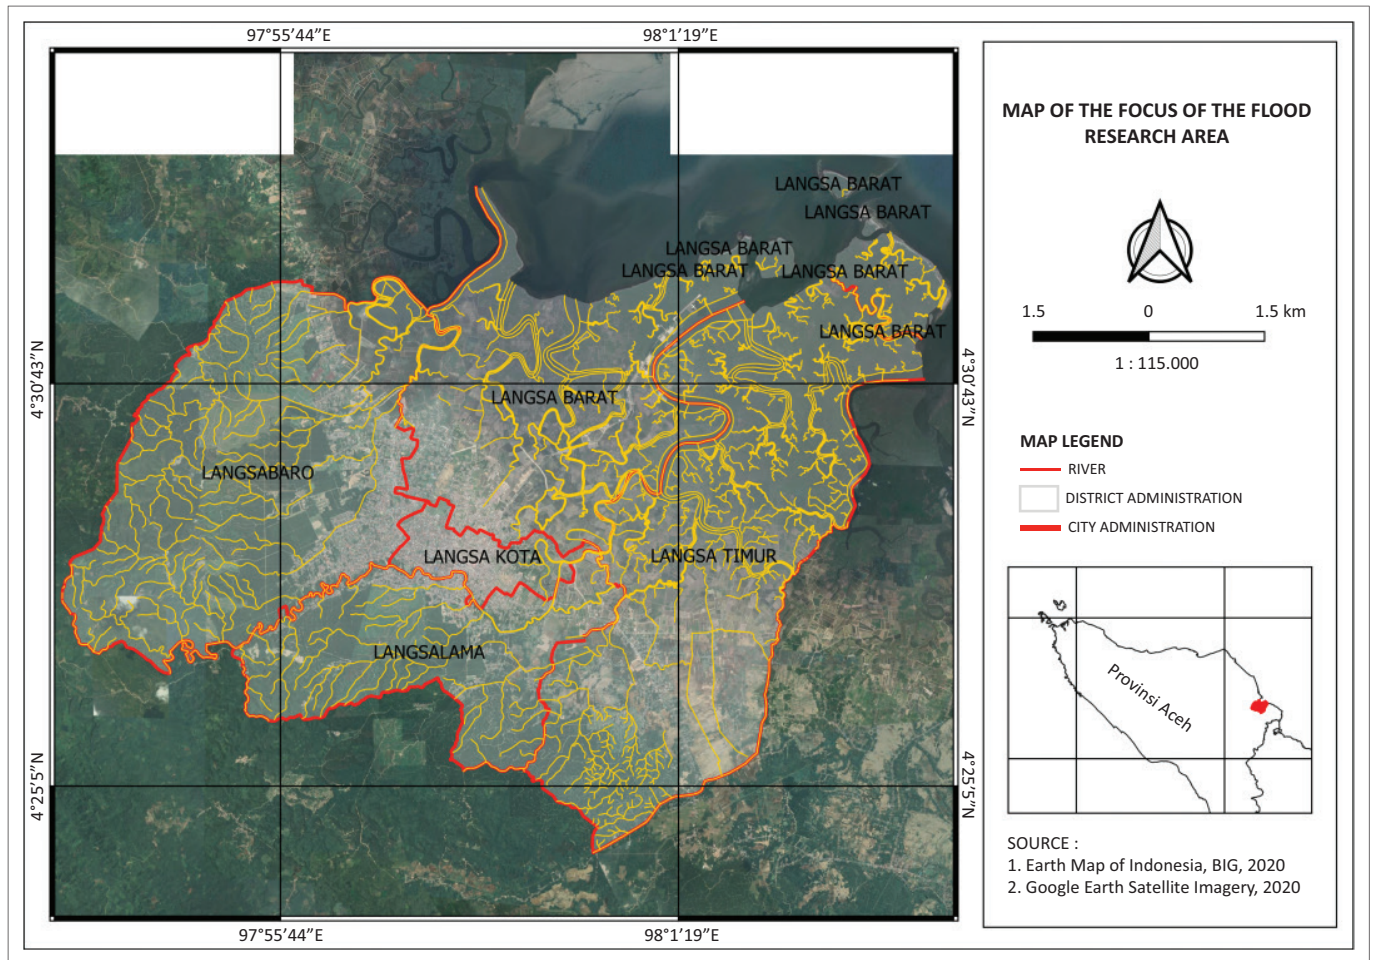 97°55’44”E
98°1’19”E
LANGSA BARAT
LANGSA BARAT
LANGSA BARAT
LANGSA BARAT
LANGSA BARAT
LANGSA BARAT
4°30’43”N
4°30’43”N
LANGSA BARAT
LANGSABARO
LANGSA KOTA
LANGSA TIMUR
LANGSALAMA
4°25’5”N
4°25’5”N
97°55’44”E
98°1’19”E
MAP OF THE FOCUS OF THE FLOOD
RESEARCH AREA
1.5 0 1.5 km
1 : 115.000
MAP LEGEND
RIVER
DISTRICT ADMINISTRATION
CITY ADMINISTRATION
Provinsi Aceh
SOURCE :
1. Earth Map of Indonesia, BIG, 2020
2. Google Earth Satellite Imagery, 2020